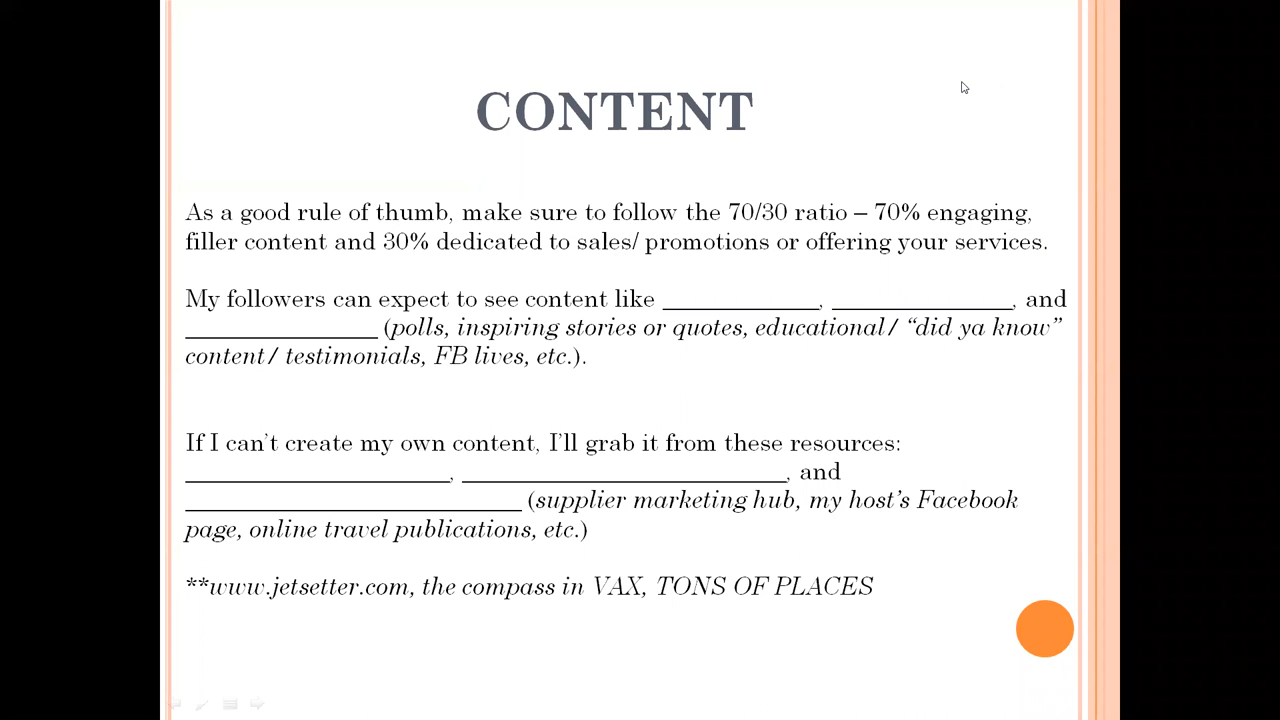 CONTENT
As a good rule of thumb, make sure to follow the 70/30 ratio – 70% engaging,
filler content and 30% dedicated to sales/ promotions or offering your services.
My followers can expect to see content like ____________, ______________, and
_______________ (polls, inspiring stories or quotes, educational/ “did ya know”
content/ testimonials, FB lives, etc.).
If I can’t create my own content, I’ll grab it from these resources:
_____________________, __________________________, and
___________________________ (supplier marketing hub, my host’s Facebook
page, online travel publications, etc.)
**www.jetsetter.com, the compass in VAX, TONS OF PLACES